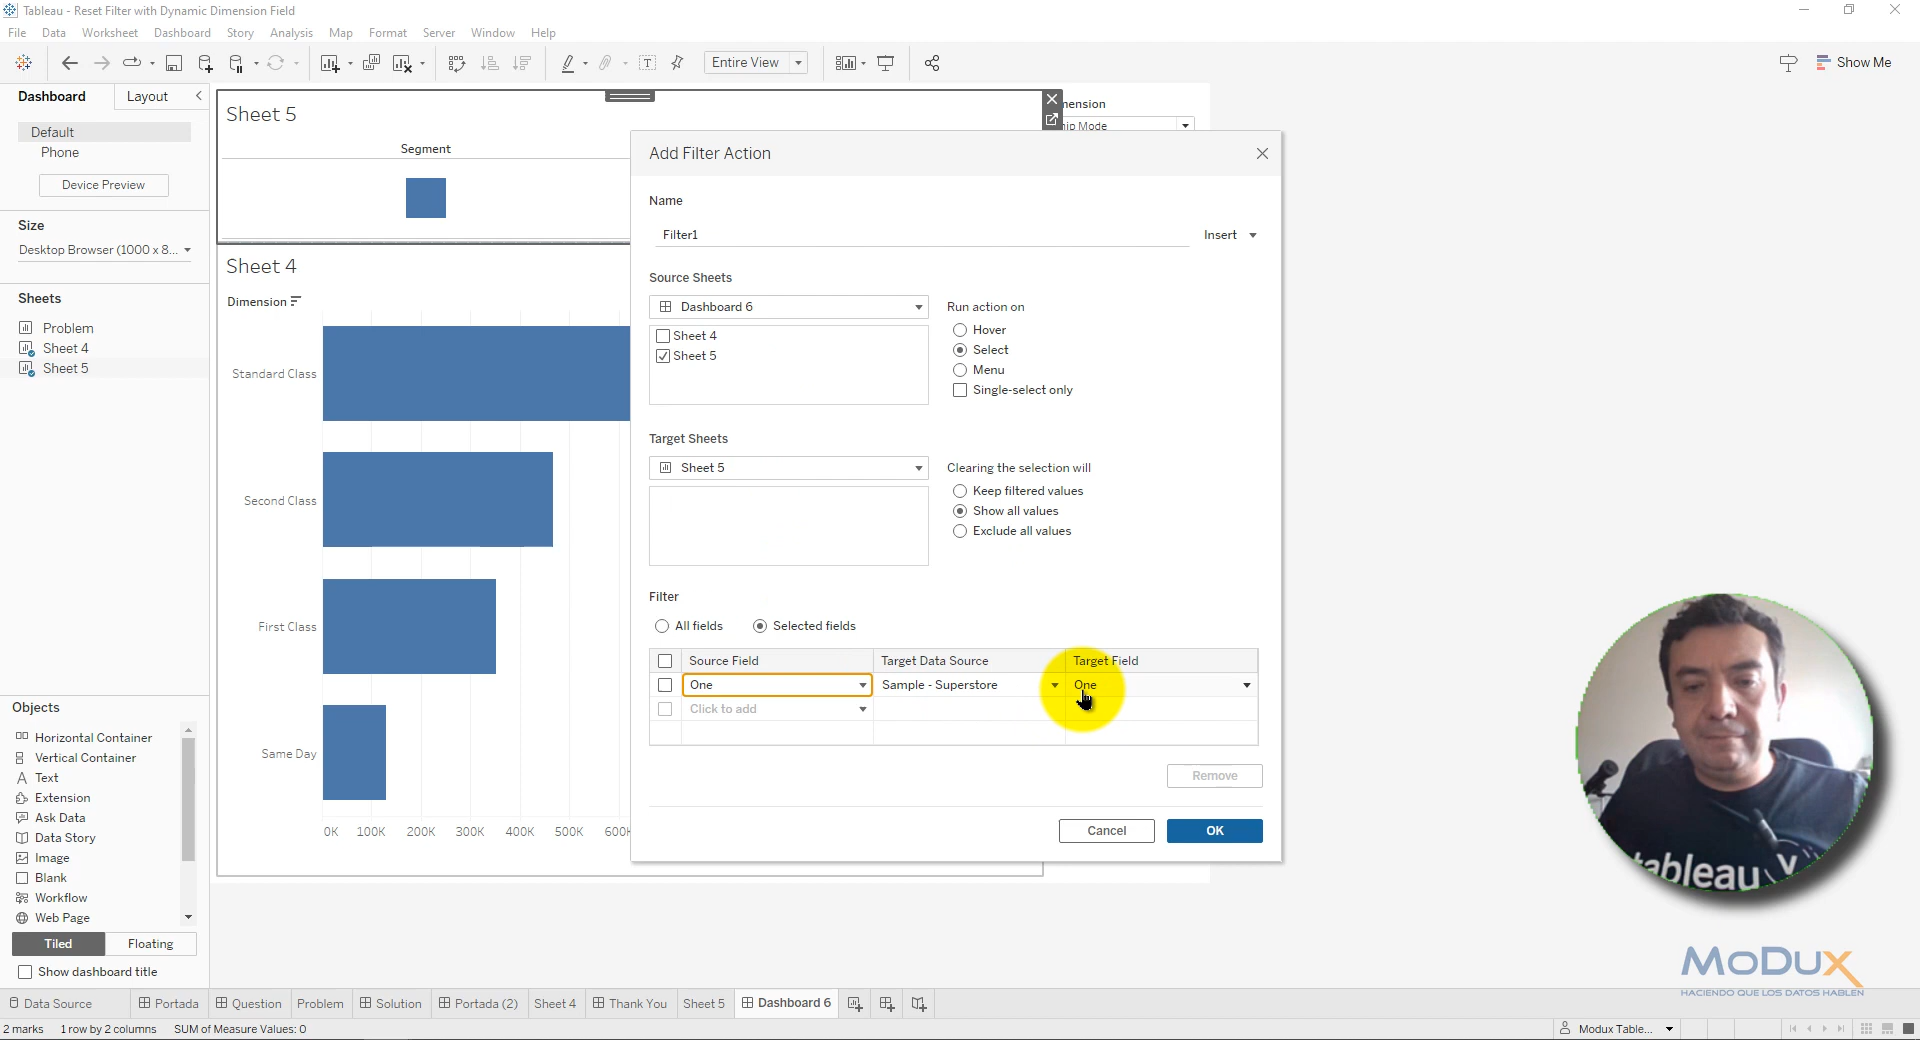 Tableau - Reset Filter with Dynamic Dimension Field
File Data Worksheet Dashboard Story Analysis Map Format Server Window Help
Entire View
Show Me
Dashboard Layout
Default
Phone
Device Preview
Size
Desktop Browser (1000 x 8...
Sheets
Problem
Sheet 4
Sheet 5
Objects
Horizontal Container
Vertical Container
Text
Extension
Ask Data
Data Story
Image
Blank
Workflow
Web Page
Tiled Floating
Show dashboard title
Sheet 5
Segment
Sheet 4
Dimension
Standard Class
Second Class
First Class
Same Day
0K 100K 200K 300K 400K 500K 600K
mension
hip Mode
Add Filter Action
Name
Filter1
Insert
Source Sheets
Dashboard 6
Sheet 4
Sheet 5
Run action on
Hover
Select
Menu
Single-select only
Target Sheets
Sheet 5
Clearing the selection will
Keep filtered values
Show all values
Exclude all values
Filter
All fields Selected fields
Source Field Target Data Source Target Field
One Sample - Superstore One
Click to add
Remove
Cancel OK
tableau
MODUX
HACIENDO QUE LOS DATOS HABLEN
Data Source Portada Question Problem Solution Portada (2) Sheet 4 Thank You Sheet 5 Dashboard 6
2 marks 1 row by 2 columns SUM of Measure Values: 0
Modux Table...